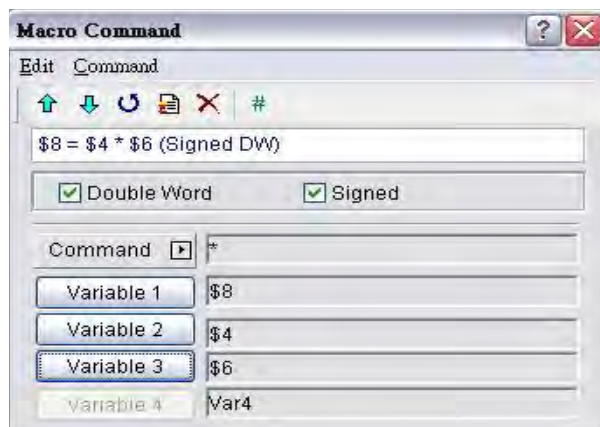 Macro Command
Edit Command
#
$8 = $4 * $6 (Signed DW)
Double Word Signed
Command *
Variable 1 $8
Variable 2 $4
Variable 3 $6
Variable 4 Var4